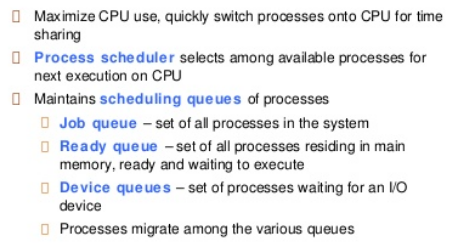 Maximize CPU use, quickly switch processes onto CPU for time
sharing
Process scheduler selects among available processes for
next execution on CPU
Maintains scheduling queues of processes
Job queue – set of all processes in the system
Ready queue – set of all processes residing in main
memory, ready and waiting to execute
Device queues – set of processes waiting for an I/O
device
Processes migrate among the various queues